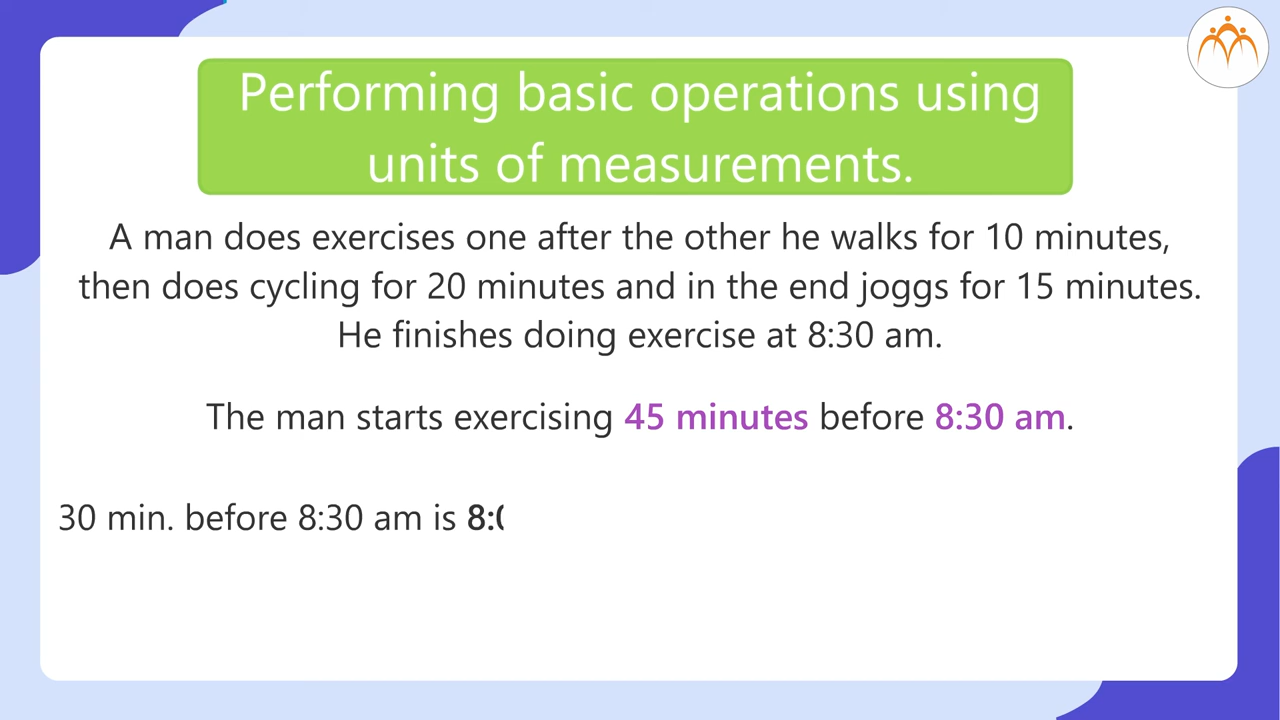 Performing basic operations using
units of measurements.
A man does exercises one after the other he walks for 10 minutes,
then does cycling for 20 minutes and in the end joggs for 15 minutes.
He finishes doing exercise at 8:30 am.
The man starts exercising 45 minutes before 8:30 am.
30 min. before 8:30 am is 8: